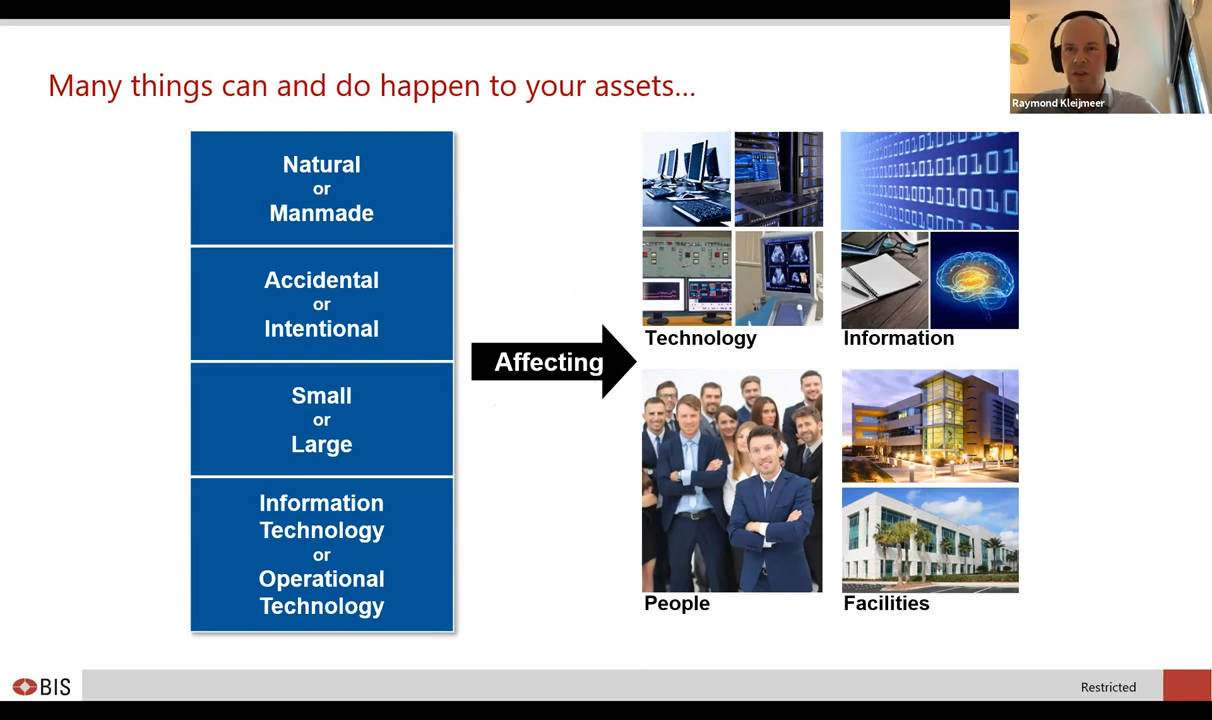 Many things can and do happen to your assets...
Raymond Kleijmeer
Natural
or
Manmade
Accidental
or
Intentional
Small
or
Large
Information
Technology
or
Operational
Technology
Affecting
Technology
Information
People
Facilities
BIS
Restricted